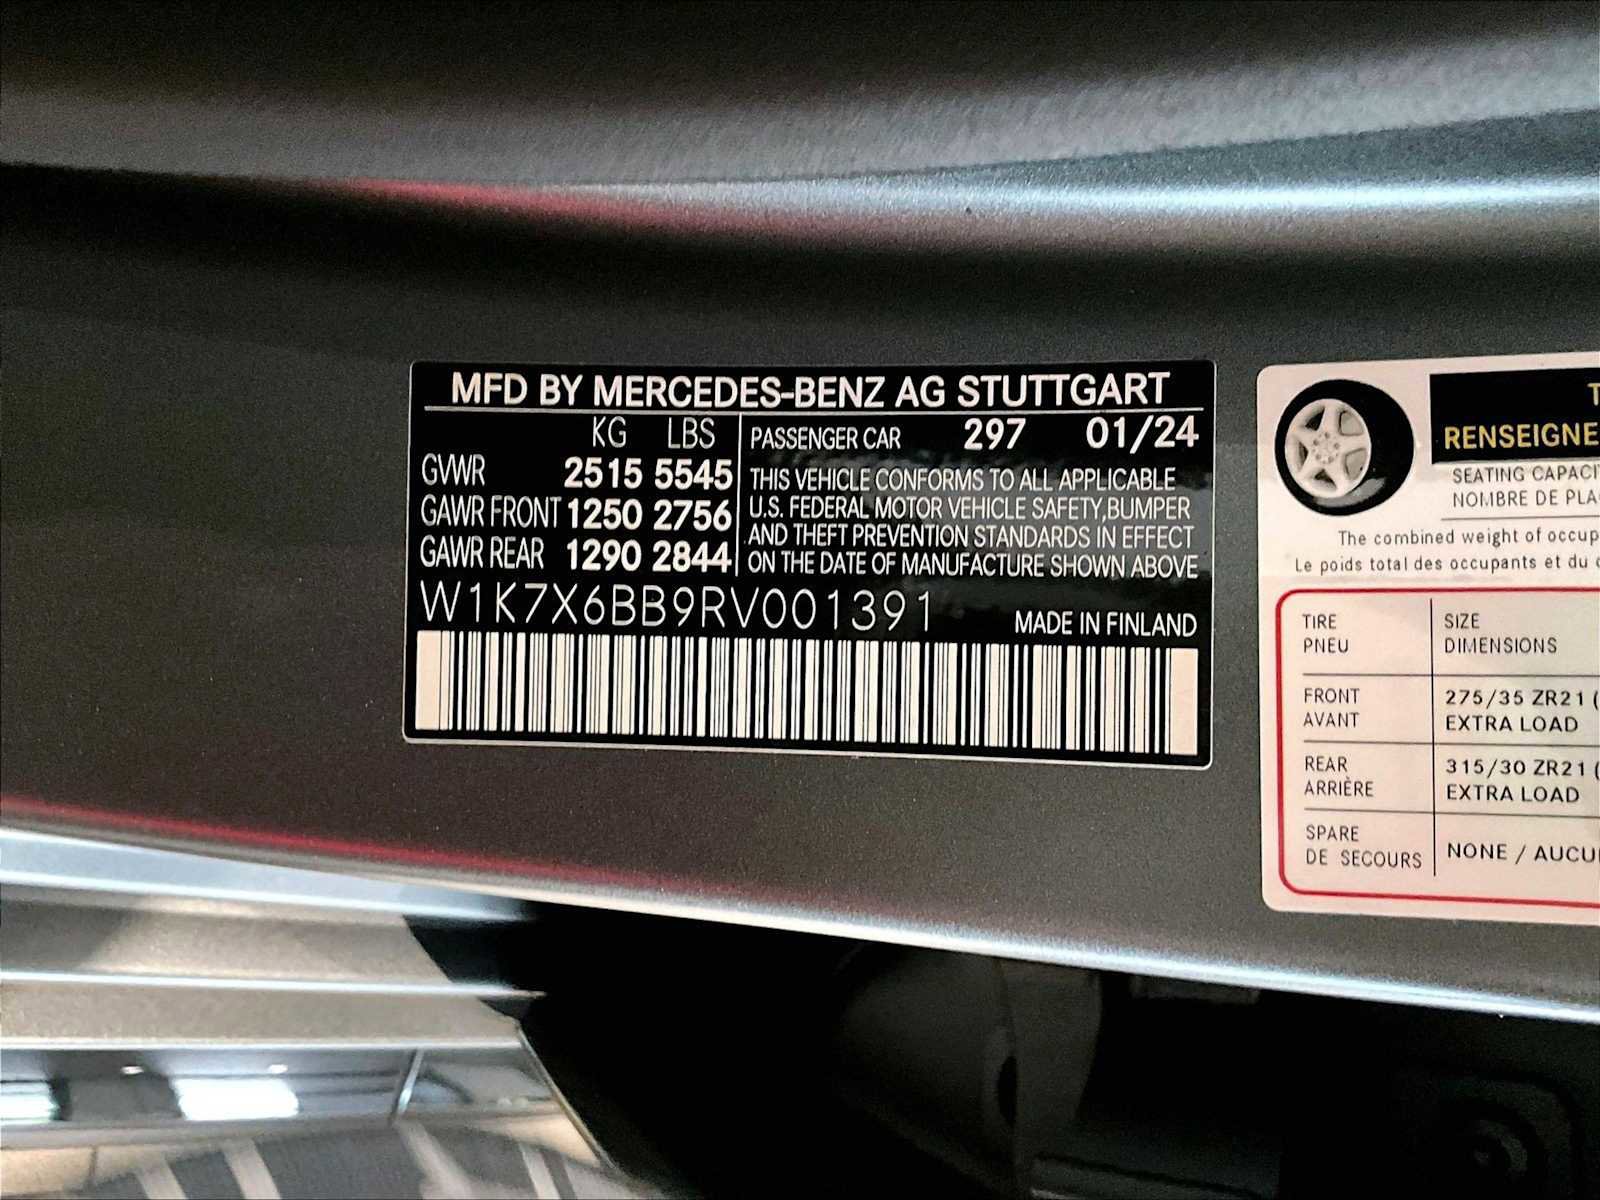 MFD BY MERCEDES-BENZ AG STUTTGART
KG LBS
GVWR 2515 5545
GAWR FRONT 1250 2756
GAWR REAR 1290 2844
PASSENGER CAR 297 01/24
THIS VEHICLE CONFORMS TO ALL APPLICABLE
U.S. FEDERAL MOTOR VEHICLE SAFETY,BUMPER
AND THEFT PREVENTION STANDARDS IN EFFECT
ON THE DATE OF MANUFACTURE SHOWN ABOVE
W1K7X6BB9RV001391
MADE IN FINLAND
RENSEIGNE
SEATING CAPACI
NOMBRE DE PLA
The combined weight of occup
Le poids total des occupants et du
TIRE
PNEU
SIZE
DIMENSIONS
FRONT
AVANT
275/35 ZR21 (
EXTRA LOAD
REAR
ARRIÈRE
315/30 ZR21 (
EXTRA LOAD
SPARE
DE SECOURS
NONE / AUCU